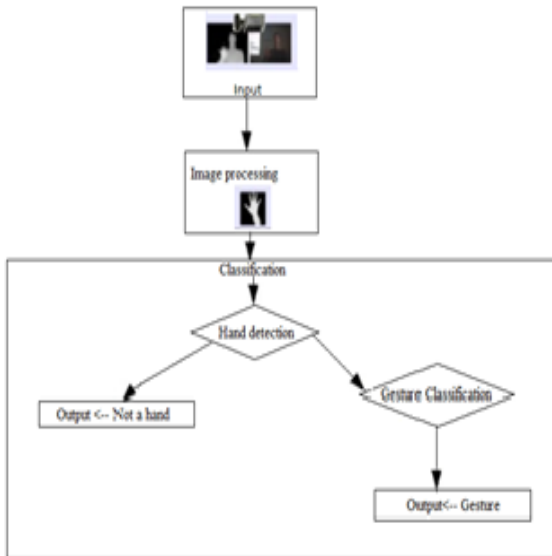 Input
Image processing
Classification
Hand detection
Output <-- Not a hand
Gesture Classification
Output<-- Gesture